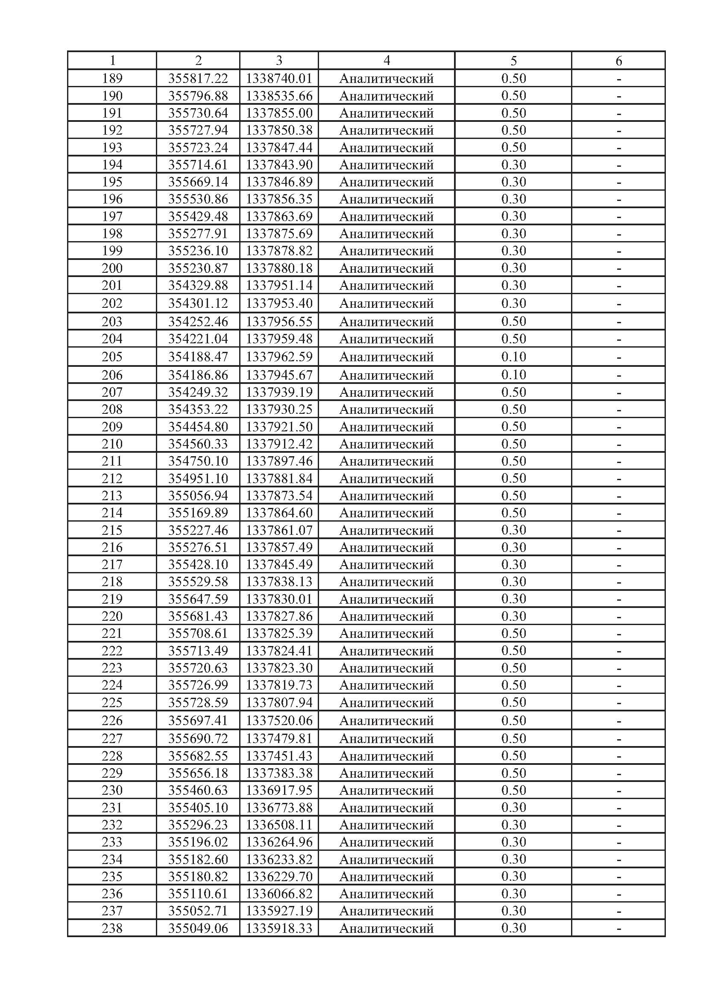 1 2 3 4 5 6
189 355817.22 1338740.01 Аналитический 0.50 -
190 355796.88 1338535.66 Аналитический 0.50 -
191 355730.64 1337855.00 Аналитический 0.50 -
192 355727.94 1337850.38 Аналитический 0.50 -
193 355723.24 1337847.44 Аналитический 0.50 -
194 355714.61 1337843.90 Аналитический 0.30 -
195 355669.14 1337846.89 Аналитический 0.30 -
196 355530.86 1337856.35 Аналитический 0.30 -
197 355429.48 1337863.69 Аналитический 0.30 -
198 355277.91 1337875.69 Аналитический 0.30 -
199 355236.10 1337878.82 Аналитический 0.30 -
200 355230.87 1337880.18 Аналитический 0.30 -
201 354329.88 1337951.14 Аналитический 0.30 -
202 354301.12 1337953.40 Аналитический 0.30 -
203 354252.46 1337956.55 Аналитический 0.50 -
204 354221.04 1337959.48 Аналитический 0.50 -
205 354188.47 1337962.59 Аналитический 0.10 -
206 354186.86 1337945.67 Аналитический 0.10 -
207 354249.32 1337939.19 Аналитический 0.50 -
208 354353.22 1337930.25 Аналитический 0.50 -
209 354454.80 1337921.50 Аналитический 0.50 -
210 354560.33 1337912.42 Аналитический 0.50 -
211 354750.10 1337897.46 Аналитический 0.50 -
212 354951.10 1337881.84 Аналитический 0.50 -
213 355056.94 1337873.54 Аналитический 0.50 -
214 355169.89 1337864.60 Аналитический 0.50 -
215 355227.46 1337861.07 Аналитический 0.30 -
216 355276.51 1337857.49 Аналитический 0.30 -
217 355428.10 1337845.49 Аналитический 0.30 -
218 355529.58 1337838.13 Аналитический 0.30 -
219 355647.59 1337830.01 Аналитический 0.30 -
220 355681.43 1337827.86 Аналитический 0.30 -
221 355708.61 1337825.39 Аналитический 0.50 -
222 355713.49 1337824.41 Аналитический 0.50 -
223 355720.63 1337823.30 Аналитический 0.50 -
224 355726.99 1337819.73 Аналитический 0.50 -
225 355728.59 1337807.94 Аналитический 0.50 -
226 355697.41 1337520.06 Аналитический 0.50 -
227 355690.72 1337479.81 Аналитический 0.50 -
228 355682.55 1337451.43 Аналитический 0.50 -
229 355656.18 1337383.38 Аналитический 0.50 -
230 355460.63 1336917.95 Аналитический 0.50 -
231 355405.10 1336773.88 Аналитический 0.30 -
232 355296.23 1336508.11 Аналитический 0.30 -
233 355196.02 1336264.96 Аналитический 0.30 -
234 355182.60 1336233.82 Аналитический 0.30 -
235 355180.82 1336229.70 Аналитический 0.30 -
236 355110.61 1336066.82 Аналитический 0.30 -
237 355052.71 1335927.19 Аналитический 0.30 -
238 355049.06 1335918.33 Аналитический 0.30 -